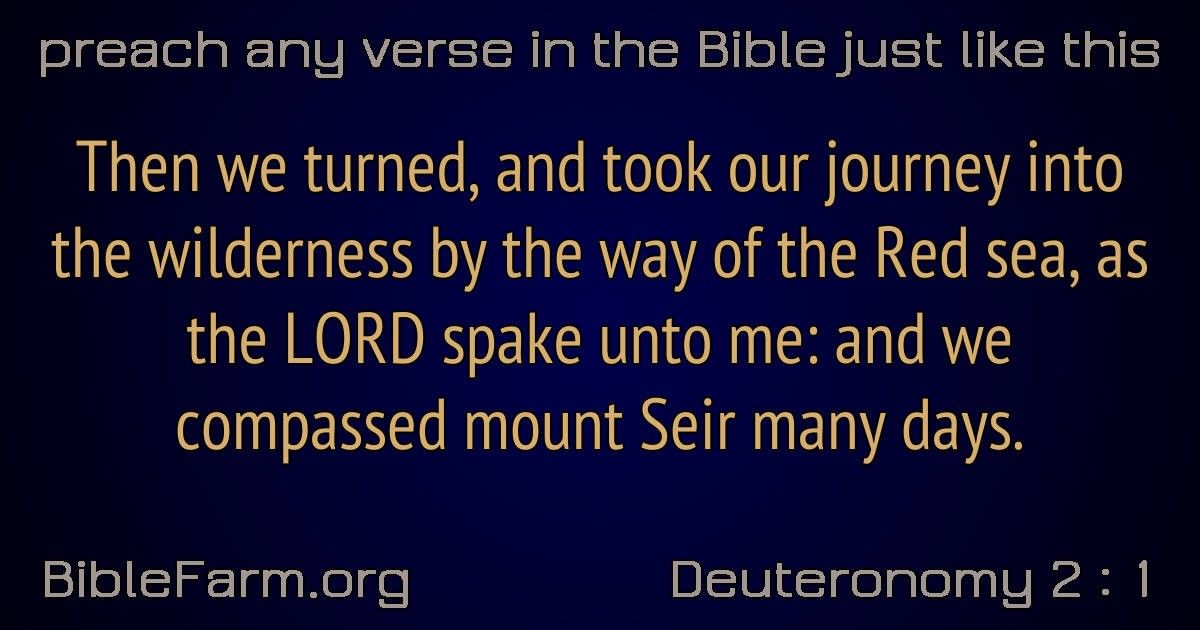 preach any verse in the Bible just like this
Then we turned, and took our journey into
the wilderness by the way of the Red sea, as
the LORD spake unto me: and we
compassed mount Seir many days.
BibleFarm.org
Deuteronomy 2 : 1